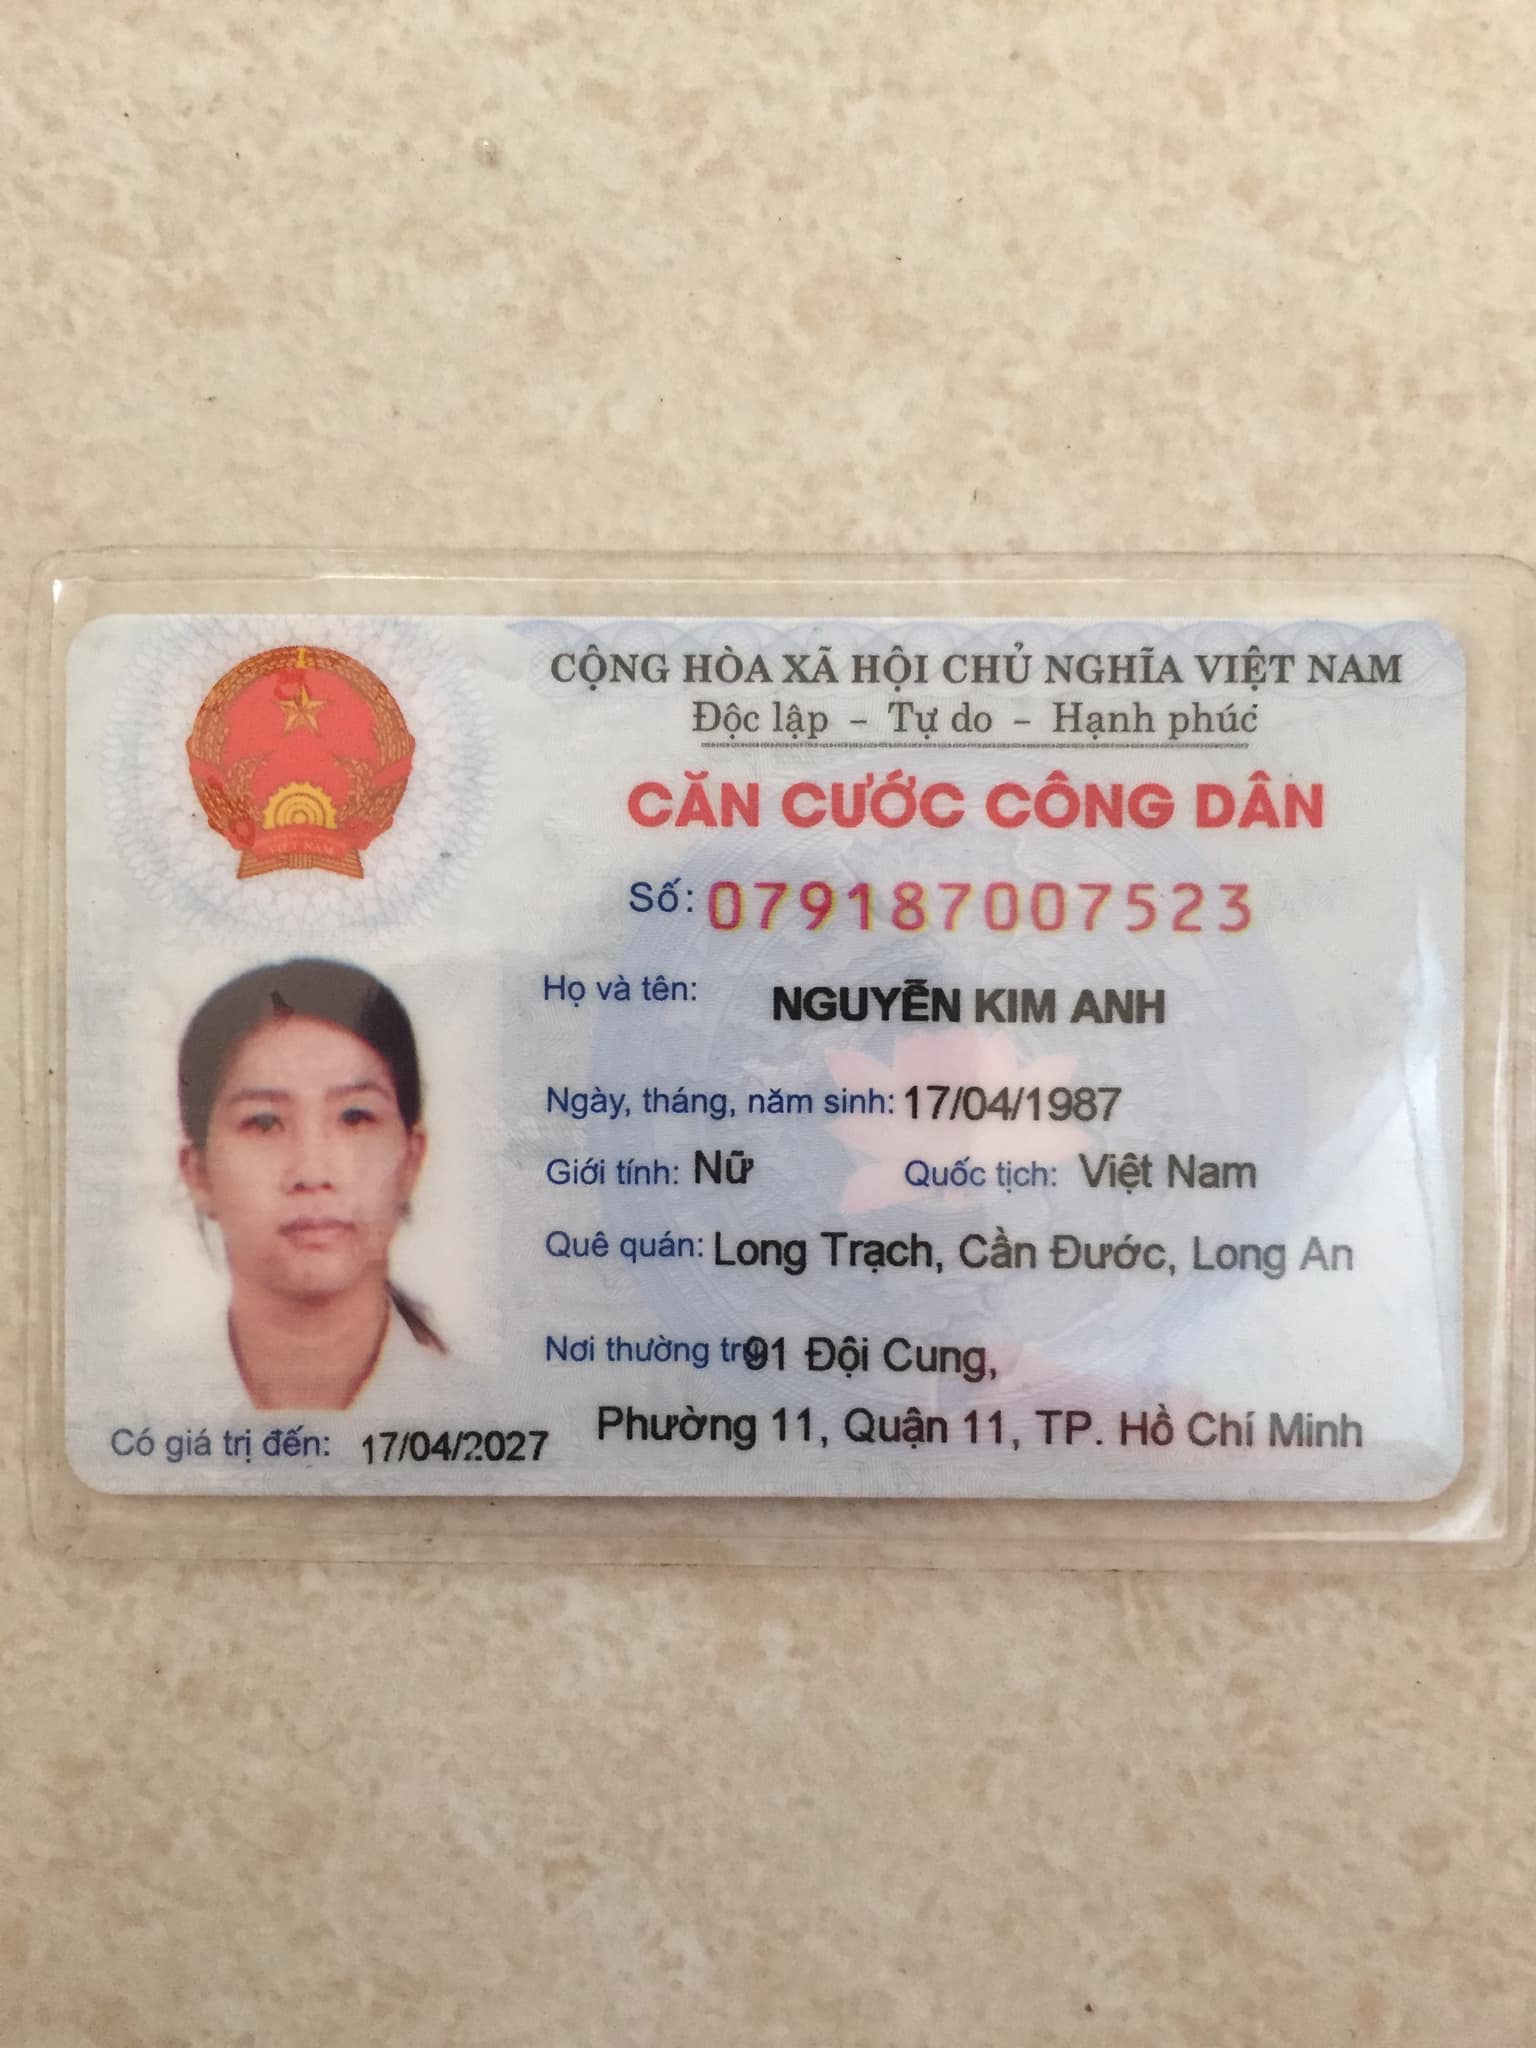 CỘNG HÒA XÃ HỘI CHỦ NGHĨA VIỆT NAM
Độc lập - Tự do - Hạnh phúc
CĂN CƯỚC CÔNG DÂN
Số: 079187007523
Họ và tên: NGUYỄN KIM ANH
Ngày, tháng, năm sinh: 17/04/1987
Giới tính: Nữ Quốc tịch: Việt Nam
Quê quán: Long Trạch, Cần Đước, Long An
Nơi thường trú: 91 Đội Cung,
Phường 11, Quận 11, TP. Hồ Chí Minh
Có giá trị đến: 17/04/2027
VIỆT NAM